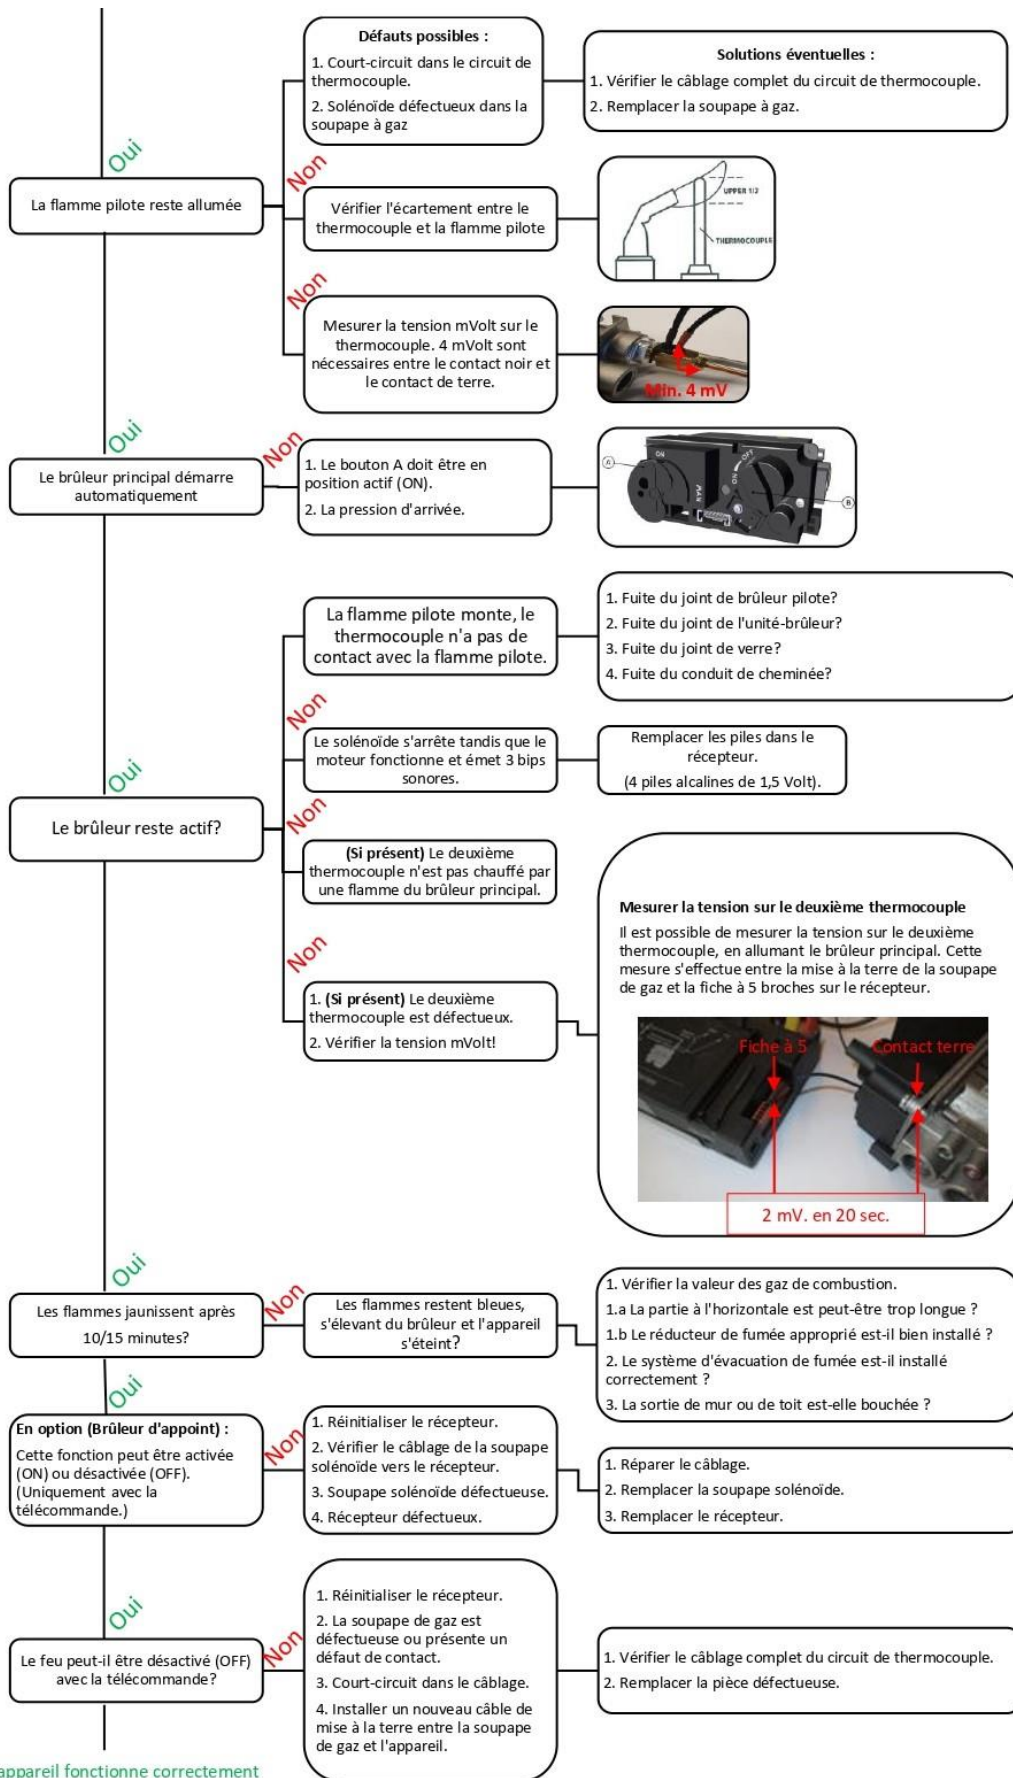 Défauts possibles :
1. Court-circuit dans le circuit de
thermocouple.
2. Solénoïde défectueux dans la
soupape à gaz
Solutions éventuelles :
1. Vérifier le câblage complet du circuit de thermocouple.
2. Remplacer la soupape à gaz.
Oui
Non
La flamme pilote reste allumée
Vérifier l'écartement entre le
thermocouple et la flamme pilote
UPPER 1/2
THERMOCOUPLE
Non
Mesurer la tension mVolt sur le
thermocouple. 4 mVolt sont
nécessaires entre le contact noir et
le contact de terre.
Min. 4 mV
Oui
Non
Le brûleur principal démarre
automatiquement
1. Le bouton A doit être en
position actif (ON).
2. La pression d'arrivée.
A
ON
MAN
ON
OFF
B
La flamme pilote monte, le
thermocouple n'a pas de
contact avec la flamme pilote.
1. Fuite du joint de brûleur pilote?
2. Fuite du joint de l'unité-brûleur?
3. Fuite du joint de verre?
4. Fuite du conduit de cheminée?
Non
Le solénoïde s'arrête tandis que le
moteur fonctionne et émet 3 bips
sonores.
Remplacer les piles dans le
récepteur.
(4 piles alcalines de 1,5 Volt).
Oui
Non
Le brûleur reste actif?
(Si présent) Le deuxième
thermocouple n'est pas chauffé par
une flamme du brûleur principal.
Non
1. (Si présent) Le deuxième
thermocouple est défectueux.
2. Vérifier la tension mVolt!
Mesurer la tension sur le deuxième thermocouple
Il est possible de mesurer la tension sur le deuxième
thermocouple, en allumant le brûleur principal. Cette
mesure s'effectue entre la mise à la terre de la soupape
de gaz et la fiche à 5 broches sur le récepteur.
Fiche à 5
Contact terre
2 mV. en 20 sec.
Oui
Non
Les flammes jaunissent après
10/15 minutes?
Les flammes restent bleues,
s'élevant du brûleur et l'appareil
s'éteint?
1. Vérifier la valeur des gaz de combustion.
1.a La partie à l'horizontale est peut-être trop longue ?
1.b Le réducteur de fumée approprié est-il bien installé ?
2. Le système d'évacuation de fumée est-il installé
correctement ?
3. La sortie de mur ou de toit est-elle bouchée ?
Oui
Non
En option (Brûleur d'appoint) :
Cette fonction peut être activée
(ON) ou désactivée (OFF).
(Uniquement avec la
télécommande.)
1. Réinitialiser le récepteur.
2. Vérifier le câblage de la soupape
solénoïde vers le récepteur.
3. Soupape solénoïde défectueuse.
4. Récepteur défectueux.
1. Réparer le câblage.
2. Remplacer la soupape solénoïde.
3. Remplacer le récepteur.
Oui
Non
Le feu peut-il être désactivé (OFF)
avec la télécommande?
1. Réinitialiser le récepteur.
2. La soupape de gaz est
défectueuse ou présente un
défaut de contact.
3. Court-circuit dans le câblage.
4. Installer un nouveau câble de
mise à la terre entre la soupape
de gaz et l'appareil.
1. Vérifier le câblage complet du circuit de thermocouple.
2. Remplacer la pièce défectueuse.
appareil fonctionne correctement